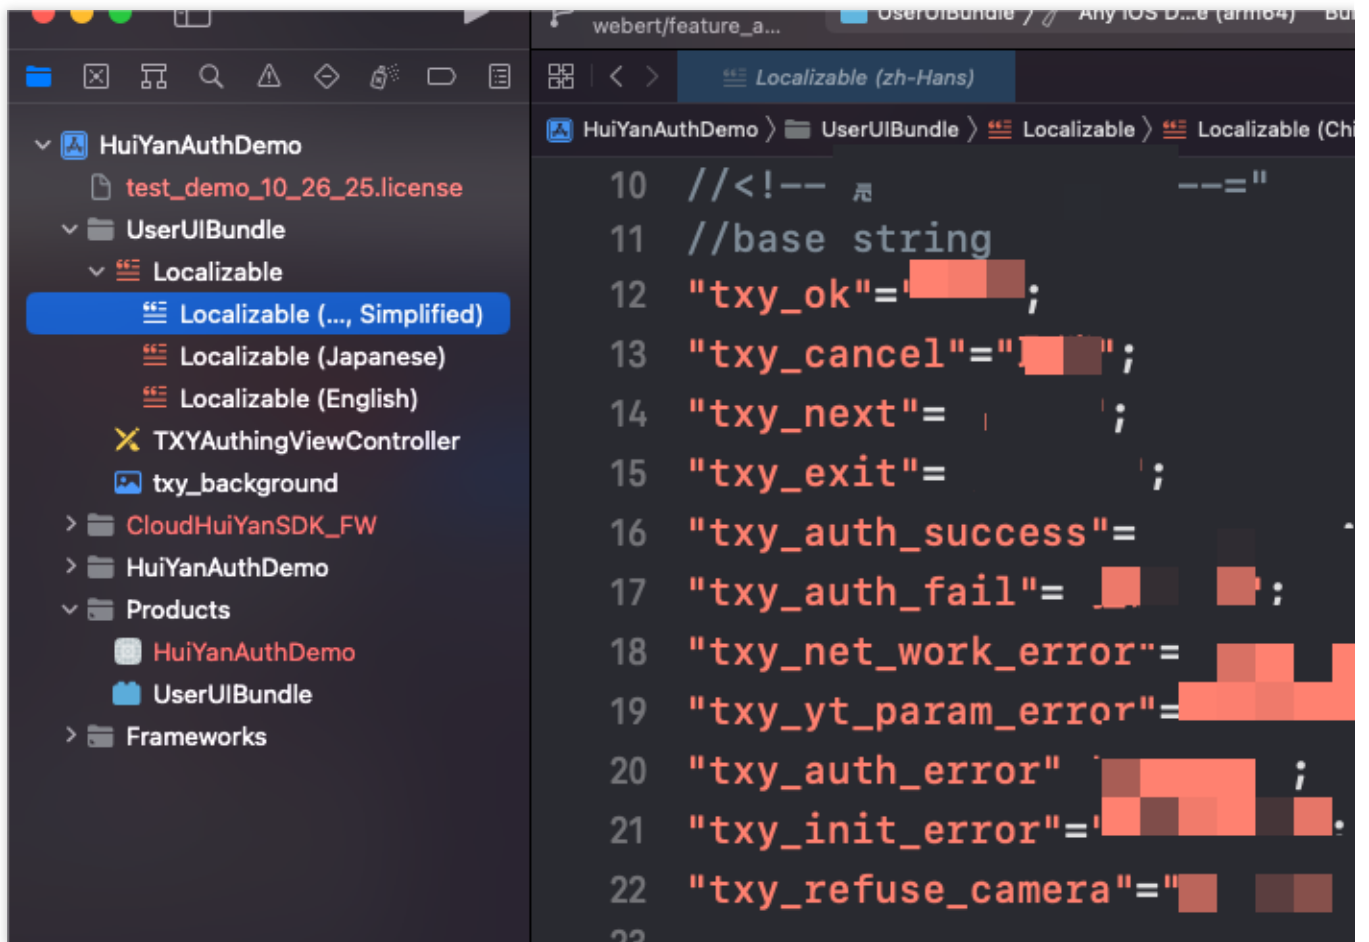 webert/feature_a...
UserUIBundle
Any iOS D...e (arm64)
Localizable (zh-Hans)
HuiYanAuthDemo
UserUIBundle
Localizable
Localizable (Chi
HuiYanAuthDemo
test_demo_10_26_25.license
UserUIBundle
Localizable
Localizable (..., Simplified)
Localizable (Japanese)
Localizable (English)
TXYAuthingViewController
txy_background
CloudHuiYanSDK_FW
HuiYanAuthDemo
Products
HuiYanAuthDemo
UserUIBundle
Frameworks
10 //<!-- --="
11 //base string
12 "txy_ok"=" ;
13 "txy_cancel"=" ";
14 "txy_next"= ;
15 "txy_exit"= ;
16 "txy_auth_success"=
17 "txy_auth_fail"= ";
18 "txy_net_work_error"=
19 "txy_yt_param_error"=
20 "txy_auth_error" ;
21 "txy_init_error"=" ;
22 "txy_refuse_camera"="
23